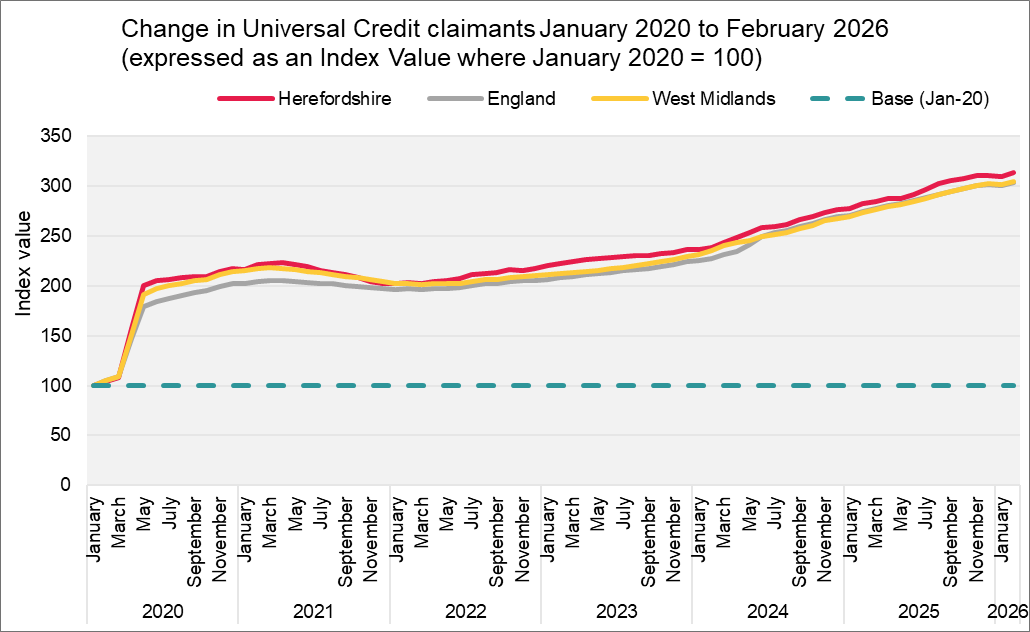 Change in Universal Credit claimants January 2020 to February 2026
(expressed as an Index Value where January 2020 = 100)
Herefordshire England West Midlands Base (Jan-20)
Index value
350
300
250
200
150
100
50
0
January March May July September November January March May July September November January March May July September November January March May July September November January March May July September November January March May July September November January
2020 2021 2022 2023 2024 2025 2026